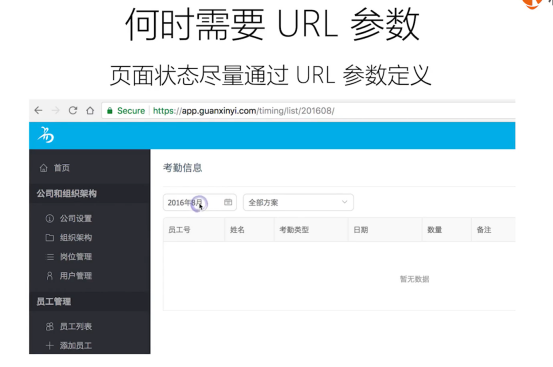 何时需要 URL 参数
页面状态尽量通过 URL 参数定义
Secure https://app.guanxinyi.com/timing/list/201608/
首页
考勤信息
公司和组织架构
2016年8月 全部方案
公司设置
员工号 姓名 考勤类型 日期 数量 备注
组织架构
岗位管理
暂无数据
用户管理
员工管理
员工列表
添加员工